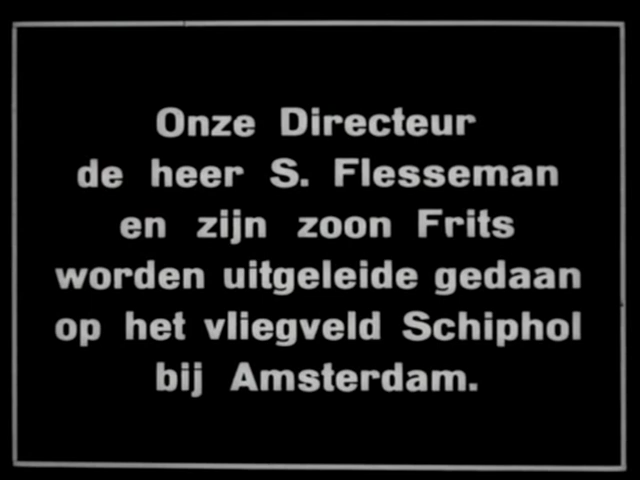 Onze Directeur
de heer S. Flesseman
en zijn zoon Frits
worden uitgeleide gedaan
op het vliegveld Schiphol
bij Amsterdam.